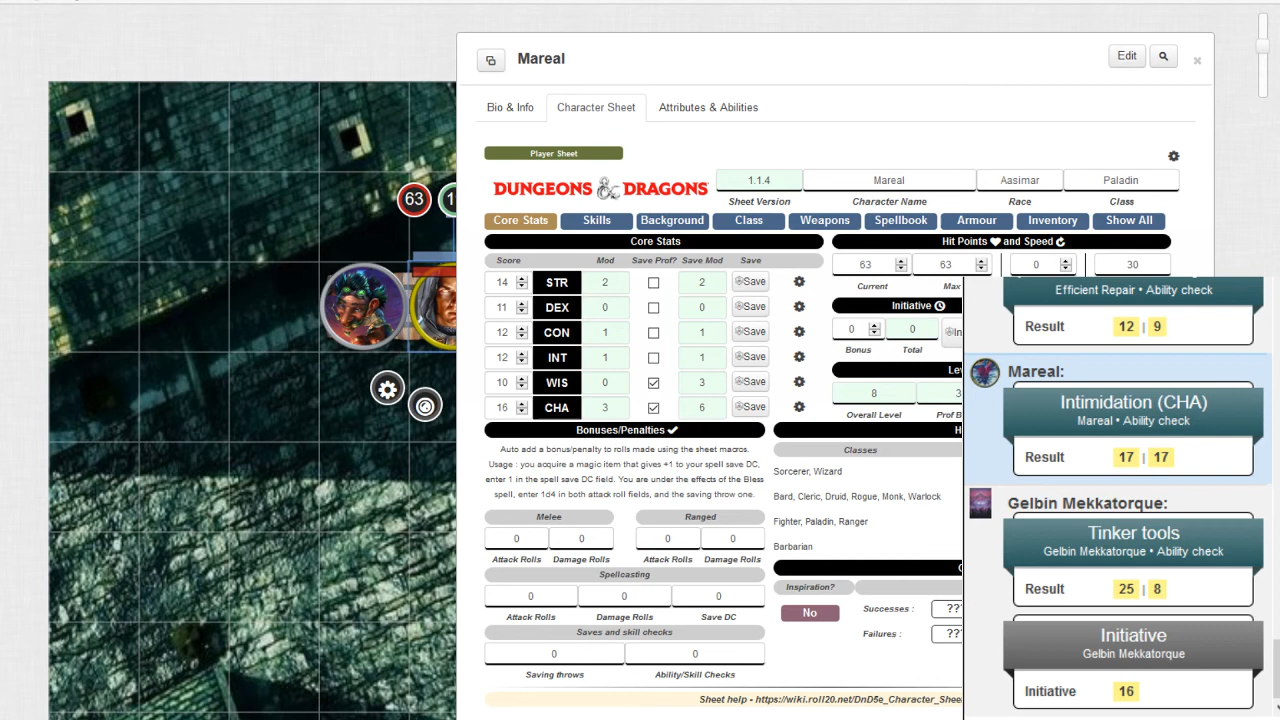 Mareal
Edit
Bio & Info
Character Sheet
Attributes & Abilities
Player Sheet
DUNGEONS & DRAGONS
1.1.4
Mareal
Aasimar
Paladin
Sheet Version
Character Name
Race
Class
Core Stats
Skills
Background
Class
Weapons
Spellbook
Armour
Inventory
Show All
Core Stats
Score Mod Save Prof? Save Mod Save
14 STR 2 2 Save
11 DEX 0 0 Save
12 CON 1 1 Save
12 INT 1 1 Save
10 WIS 0 3 Save
16 CHA 3 6 Save
Bonuses/Penalties
Auto add a bonus/penalty to rolls made using the sheet macros.
Usage : you acquire a magic item that gives +1 to your spell save DC,
enter 1 in the spell save DC field. You are under the effects of the Bless
spell, enter 1d4 in both attack roll fields, and the saving throw one.
Melee
Ranged
0 0 0 0
Attack Rolls Damage Rolls Attack Rolls Damage Rolls
Spellcasting
0 0 0
Attack Rolls Damage Rolls Save DC
Saves and skill checks
0 0
Saving throws Ability/Skill Checks
Hit Points and Speed
63 63 0 30
Current Max
Initiative
0 0 In
Bonus Total
Lev
8 3
Overall Level Prof B
H
Classes
Sorcerer, Wizard
Bard, Cleric, Druid, Rogue, Monk, Warlock
Fighter, Paladin, Ranger
Barbarian
Inspiration?
No
Successes : ??
Failures : ??
Sheet help - https://wiki.roll20.net/DnD5e_Character_Shee
63
1
Efficient Repair • Ability check
Result 12 | 9
Mareal:
Intimidation (CHA)
Mareal • Ability check
Result 17 | 17
Gelbin Mekkatorque:
Tinker tools
Gelbin Mekkatorque • Ability check
Result 25 | 8
Initiative
Gelbin Mekkatorque
Initiative 16